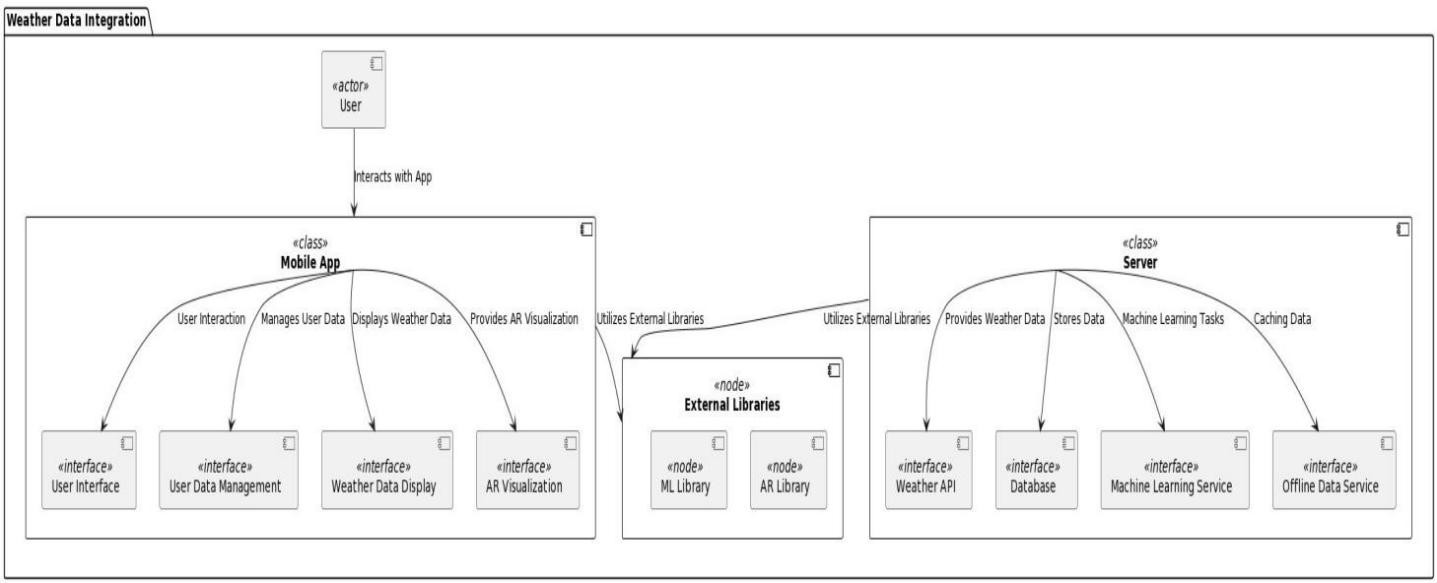 Weather Data Integration
«actor»
User
Interacts with App
«class»
Mobile App
User Interaction
Manages User Data
Displays Weather Data
Provides AR Visualization
«interface»
User Interface
«interface»
User Data Management
«interface»
Weather Data Display
«interface»
AR Visualization
Utilizes External Libraries
Utilizes External Libraries
«node»
External Libraries
«node»
ML Library
«node»
AR Library
«class»
Server
Provides Weather Data
Stores Data
Machine Learning Tasks
Caching Data
«interface»
Weather API
«interface»
Database
«interface»
Machine Learning Service
«interface»
Offline Data Service